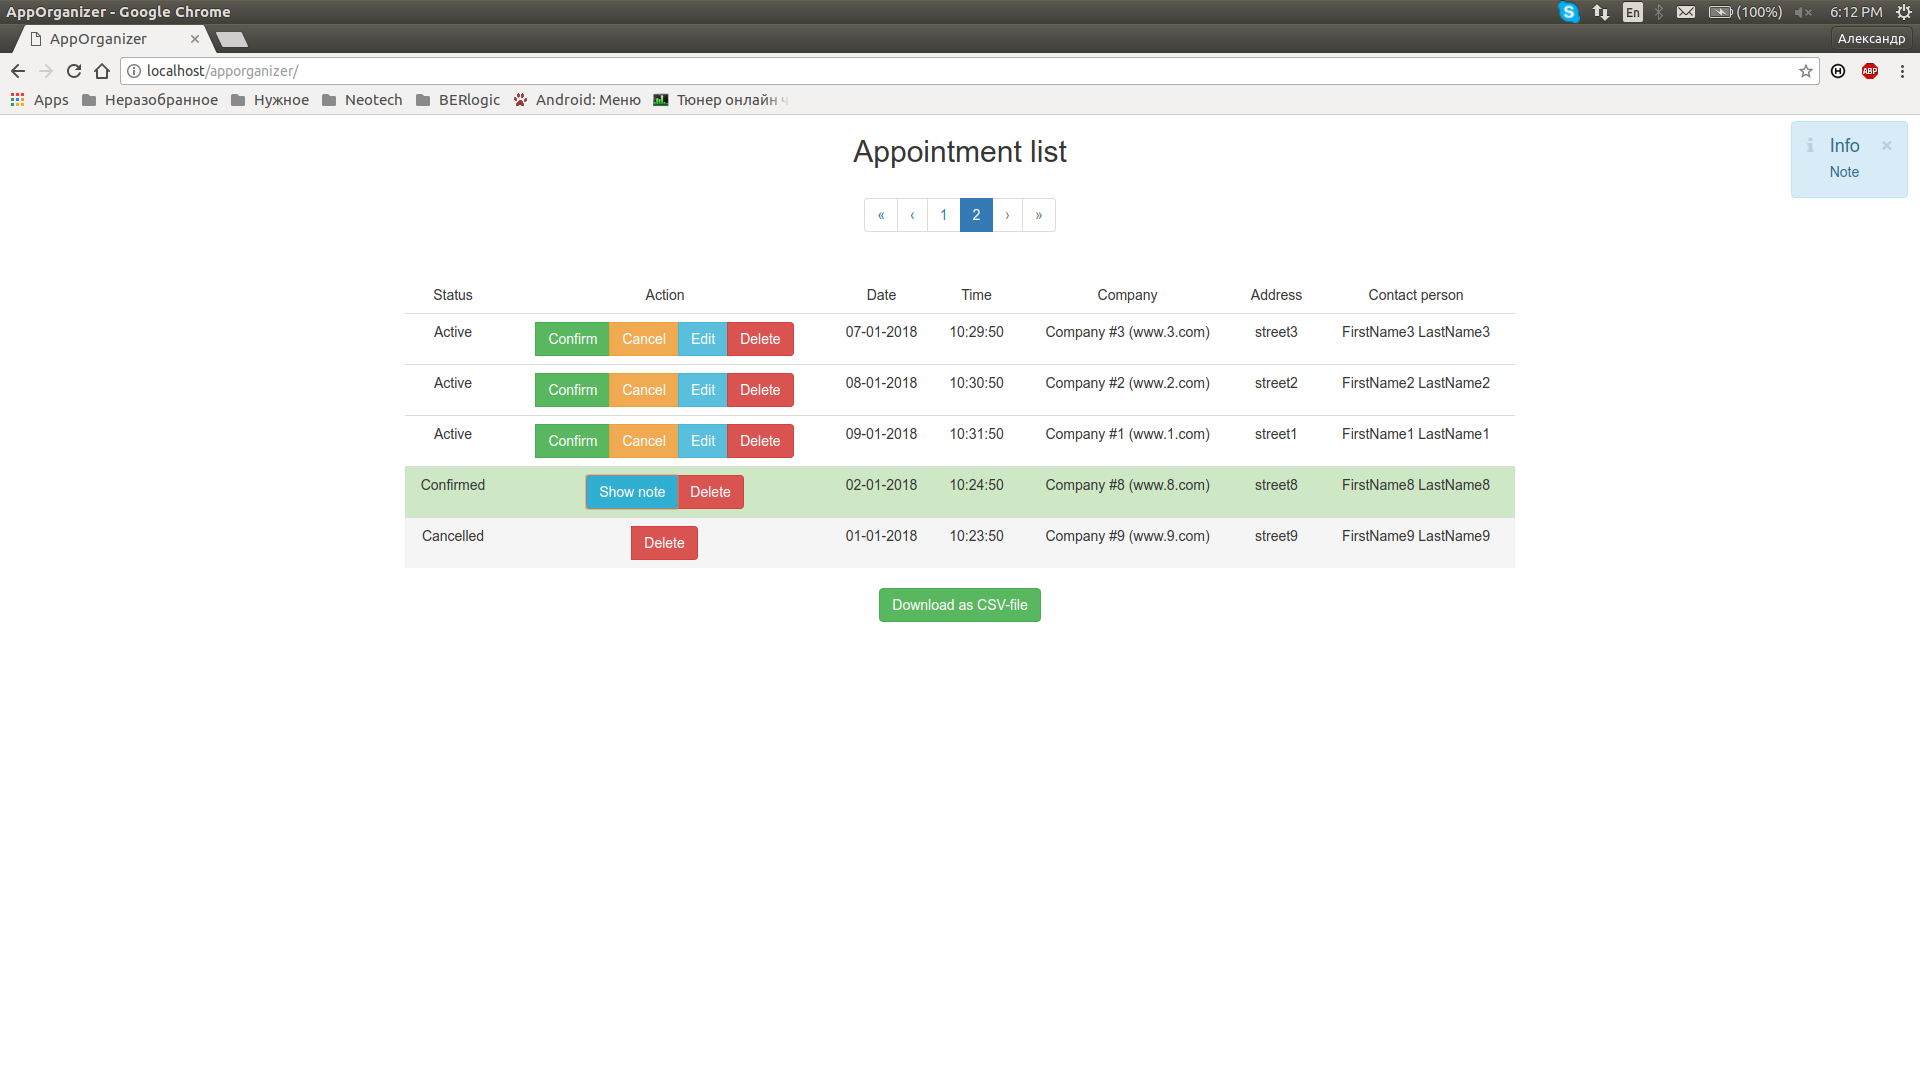 AppOrganizer - Google Chrome
En
(100%)
6:12 PM
AppOrganizer
Александр
localhost/apporganizer/
ABP
Apps
Неразобранное
Нужное
Neotech
BERlogic
Android: Меню
Тюнер онлайн ч
Appointment list
Info
Note
« ‹ 1 2 › »
Status Action Date Time Company Address Contact person
Active Confirm Cancel Edit Delete 07-01-2018 10:29:50 Company #3 (www.3.com) street3 FirstName3 LastName3
Active Confirm Cancel Edit Delete 08-01-2018 10:30:50 Company #2 (www.2.com) street2 FirstName2 LastName2
Active Confirm Cancel Edit Delete 09-01-2018 10:31:50 Company #1 (www.1.com) street1 FirstName1 LastName1
Confirmed Show note Delete 02-01-2018 10:24:50 Company #8 (www.8.com) street8 FirstName8 LastName8
Cancelled Delete 01-01-2018 10:23:50 Company #9 (www.9.com) street9 FirstName9 LastName9
Download as CSV-file